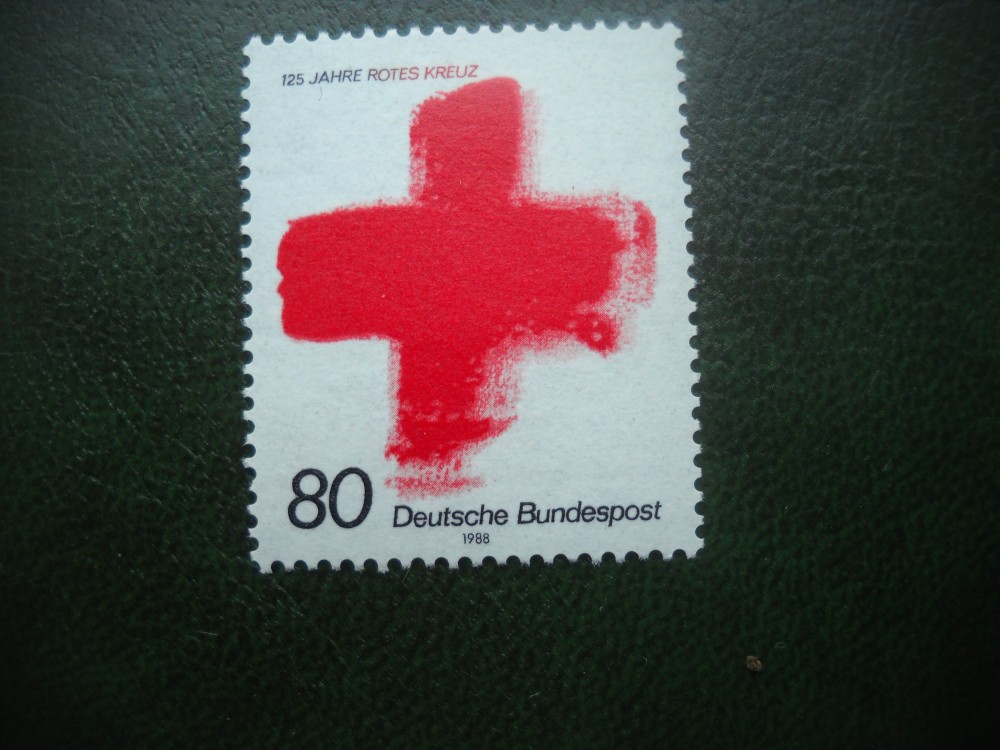 125 JAHRE ROTES KREUZ
80 Deutsche Bundespost
1988